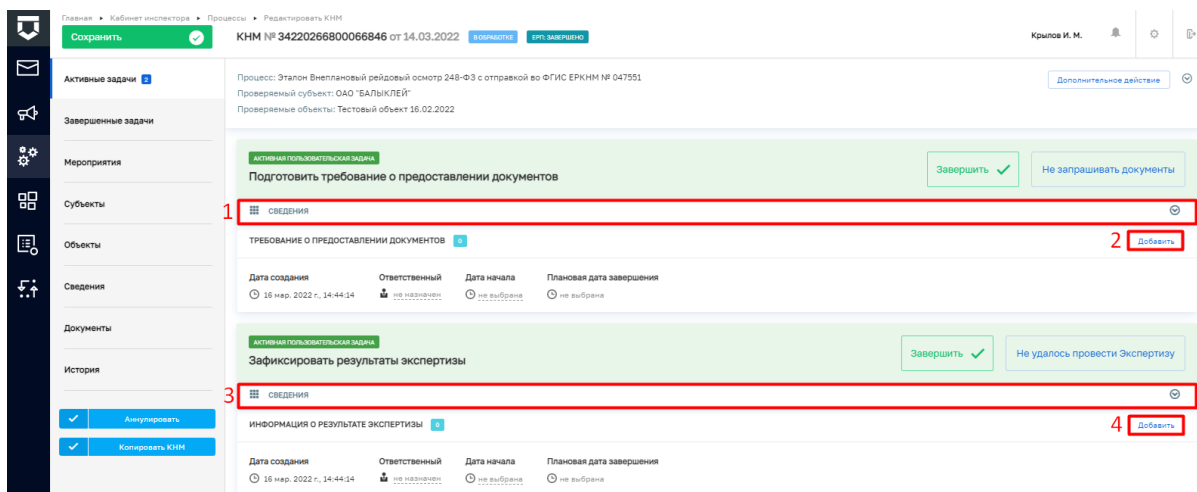 Главная ▸ Кабинет инспектора ▸ Процессы ▸ Редактировать КНМ
Сохранить
КНМ № 34220266800066846 от 14.03.2022 В ОБРАБОТКЕ ЕРП: ЗАВЕРШЕНО
Крылов И. М.
Активные задачи 2
Завершенные задачи
Мероприятия
Субъекты
Объекты
Сведения
Документы
История
Аннулировать
Копировать КНМ
Процесс: Эталон Внеплановый рейдовый осмотр 248-ФЗ с отправкой во ФГИС ЕРКНМ № 047551
Дополнительное действие
Проверяемый субъект: ОАО "БАЛЫКЛЕЙ"
Проверяемые объекты: Тестовый объект 16.02.2022
АКТИВНАЯ ПОЛЬЗОВАТЕЛЬСКАЯ ЗАДАЧА
Подготовить требование о предоставлении документов
Завершить Не запрашивать документы
1 СВЕДЕНИЯ
ТРЕБОВАНИЕ О ПРЕДОСТАВЛЕНИИ ДОКУМЕНТОВ 0 2 Добавить
Дата создания Ответственный Дата начала Плановая дата завершения
16 мар. 2022 г., 14:44:14 не назначен не выбрана не выбрана
АКТИВНАЯ ПОЛЬЗОВАТЕЛЬСКАЯ ЗАДАЧА
Зафиксировать результаты экспертизы
Завершить Не удалось провести Экспертизу
3 СВЕДЕНИЯ
ИНФОРМАЦИЯ О РЕЗУЛЬТАТЕ ЭКСПЕРТИЗЫ 0 4 Добавить
Дата создания Ответственный Дата начала Плановая дата завершения
16 мар. 2022 г., 14:44:14 не назначен не выбрана не выбрана